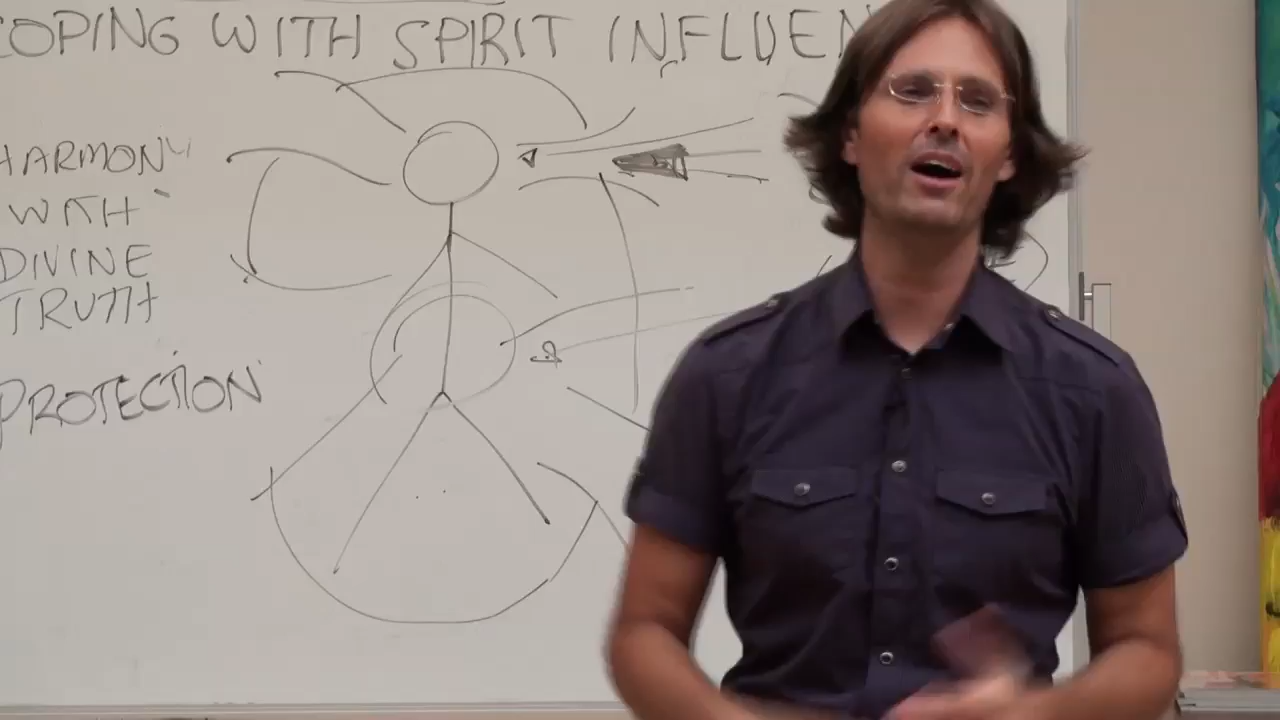 COPING WITH SPIRIT INFLUEN
HARMONY
WITH
DIVINE
TRUTH
PROTECTION